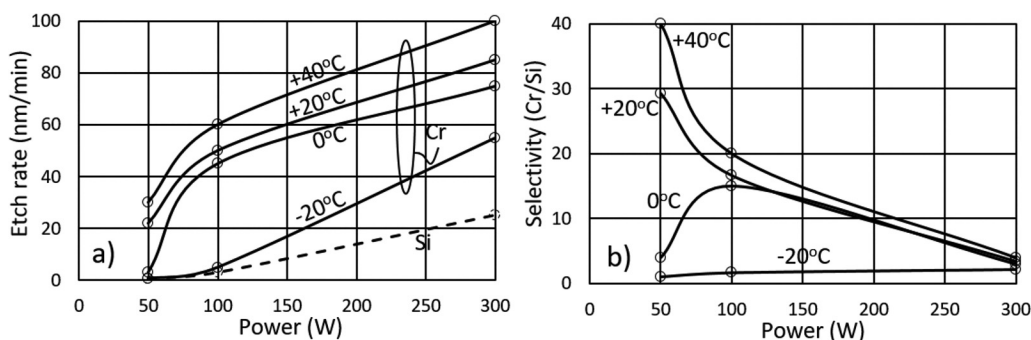 Etch rate (nm/min)
100
80
60
40
20
0
+40°C
+20°C
0°C
-20°C
Cr
Si
a)
0 50 100 150 200 250 300
Power (W)
Selectivity (Cr/Si)
40
30
20
10
0
+40°C
+20°C
0°C
-20°C
b)
0 50 100 150 200 250 300
Power (W)